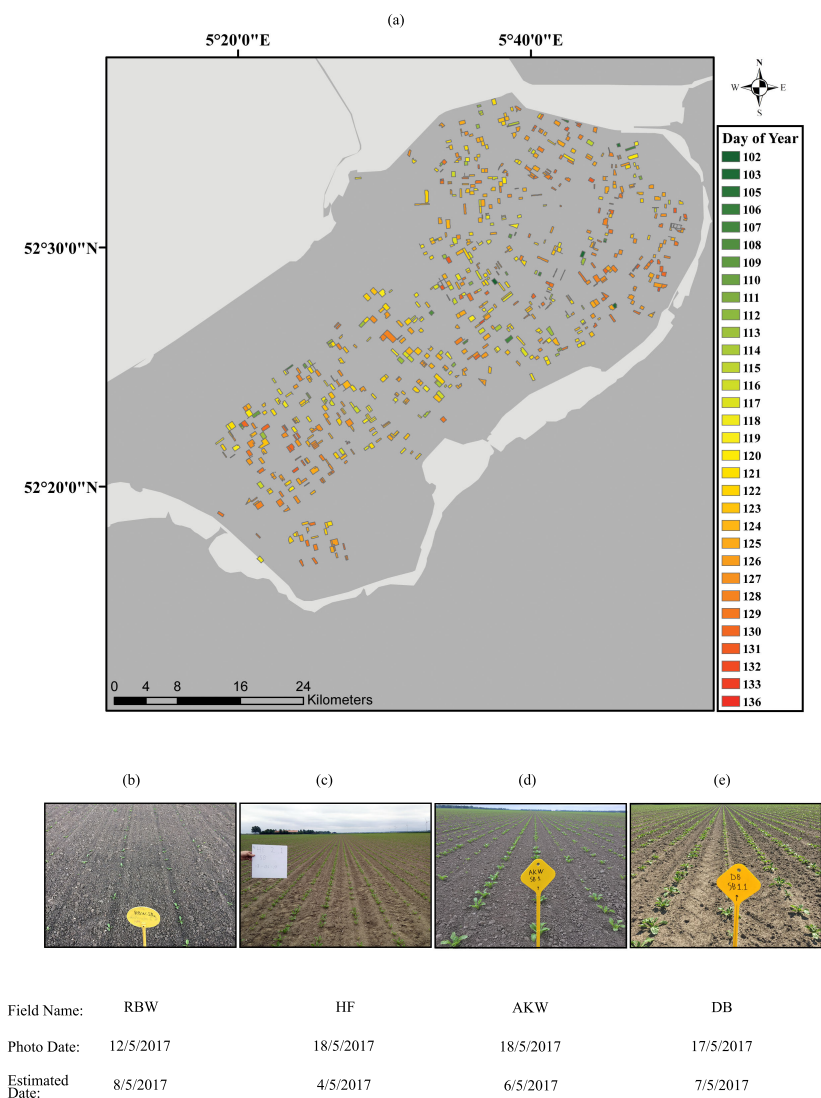 (a)
5°20'0"E 5°40'0"E
N
W E
S
52°30'0"N
52°20'0"N
Day of Year
102
103
105
106
107
108
109
110
111
112
113
114
115
116
117
118
119
120
121
122
123
124
125
126
127
128
129
130
131
132
133
136
0 4 8 16 24
Kilometers
(b) (c) (d) (e)
AKW
DB
Field Name: RBW HF AKW DB
Photo Date: 12/5/2017 18/5/2017 18/5/2017 17/5/2017
Estimated
Date: 8/5/2017 4/5/2017 6/5/2017 7/5/2017